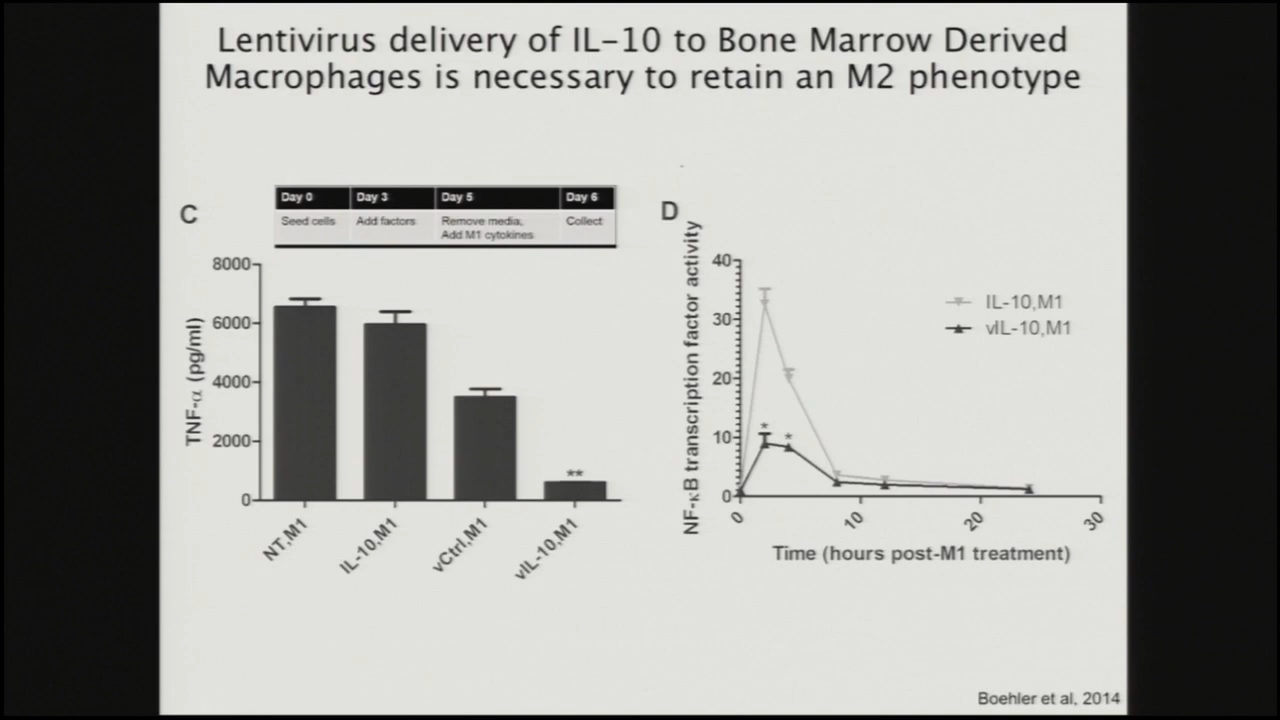 Lentivirus delivery of IL-10 to Bone Marrow Derived
Macrophages is necessary to retain an M2 phenotype
C
Day 0 Day 3 Day 5 Day 6
Seed cells Add factors Remove media, Collect
Add M1 cytokines
TNF-α (pg/ml)
8000
6000
4000
2000
0
**
NT,M1
IL-10,M1
vCtrl,M1
vIL-10,M1
D
NF-κB transcription factor activity
40
30
20
10
0
* *
IL-10,M1
vIL-10,M1
0 10 20 30
Time (hours post-M1 treatment)
Boehler et al, 2014